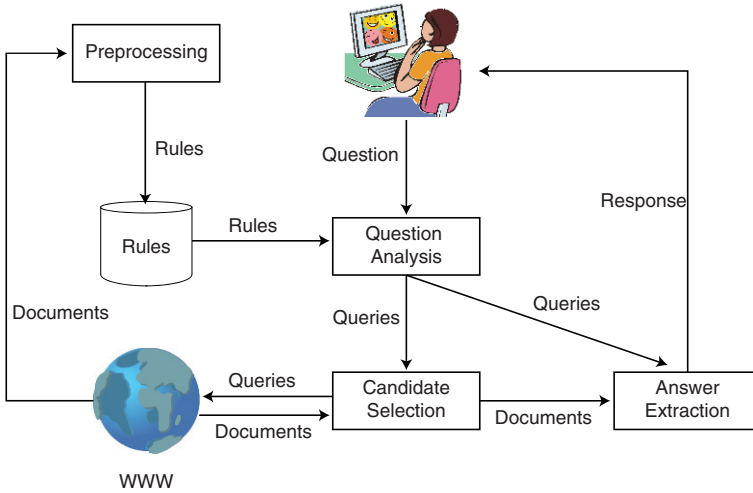 Preprocessing
Rules
Question
Response
Rules
Rules
Question
Analysis
Documents
Queries
Queries
Queries
Candidate
Selection
Documents
Documents
Answer
Extraction
WWW